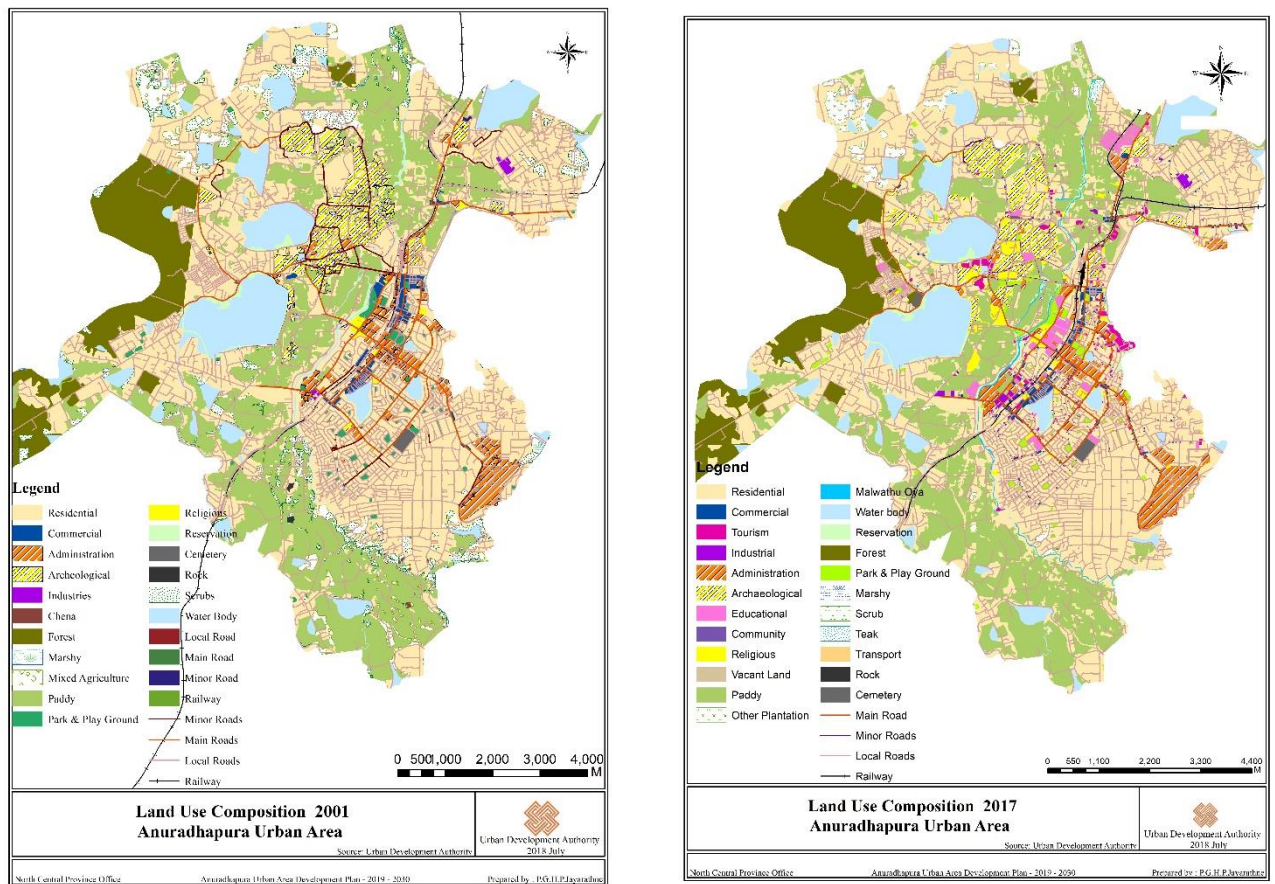 Legend
Residential
Commercial
Administration
Archeological
Industries
Chena
Forest
Marshy
Mixed Agriculture
Paddy
Park & Play Ground
Religions
Reservation
Cemetery
Rock
Scrubs
Water Body
Local Road
Main Road
Minor Road
Railway
Minor Roads
Main Roads
Local Roads
Railway
0 500 1,000 2,000 3,000 4,000
M
Land Use Composition 2001
Anuradhapura Urban Area
Source: Urban Development Authority
Urban Development Authority
2018 July
North Central Province Office
Anuradhapura Urban Area Development Plan - 2019 - 2030
Prepared by : P.G.H.P.Jayarathne
Legend
Residential
Commercial
Tourism
Industrial
Administration
Archaeological
Educational
Community
Religious
Vacant Land
Paddy
Other Plantation
Malwathu Oya
Water body
Reservation
Forest
Park & Play Ground
Marshy
Scrub
Teak
Transport
Rock
Cemetery
Main Road
Minor Roads
Local Roads
Railway
0 550 1,100 2,200 3,300 4,400
M
Land Use Composition 2017
Anuradhapura Urban Area
Source: Urban Development Authority
Urban Development Authority
2018 July
North Central Province Office
Anuradhapura Urban Area Development Plan - 2019 - 2030
Prepared by : P.G.H.P.Jayarathne